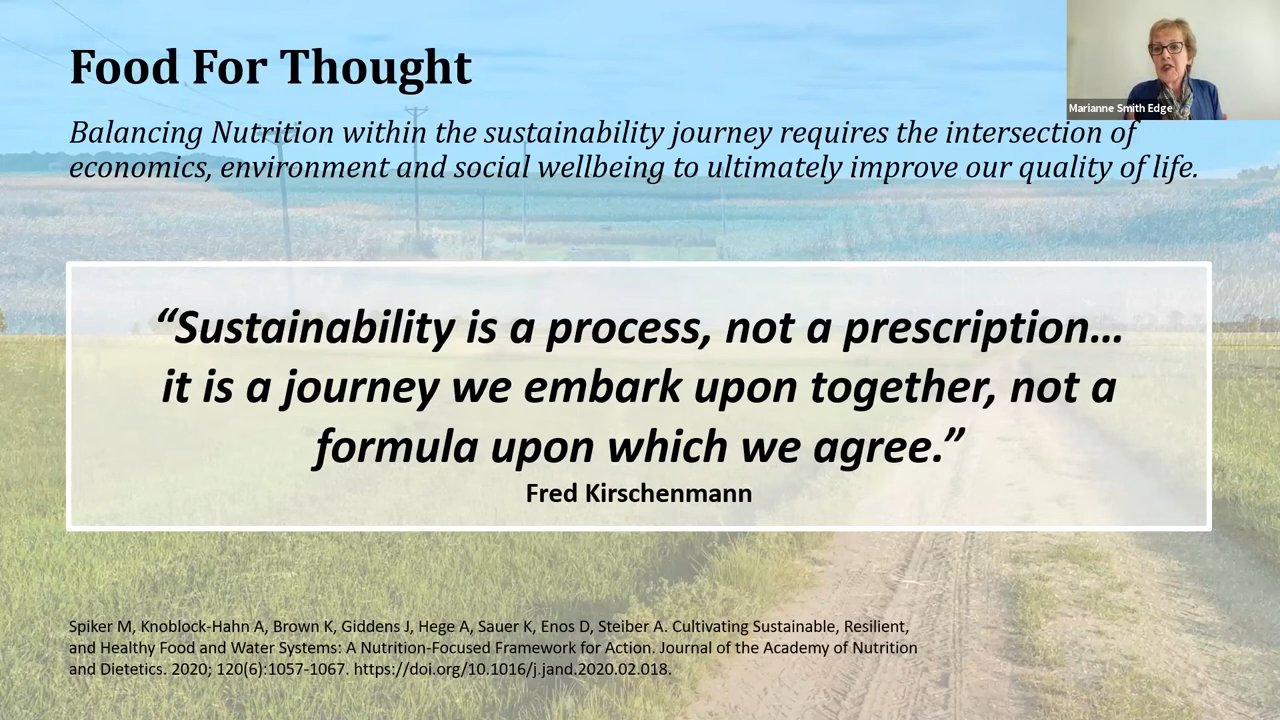 Food For Thought
Marianne Smith Edge
Balancing Nutrition within the sustainability journey requires the intersection of
economics, environment and social wellbeing to ultimately improve our quality of life.
“Sustainability is a process, not a prescription…
it is a journey we embark upon together, not a
formula upon which we agree.”
Fred Kirschenmann
Spiker M, Knoblock-Hahn A, Brown K, Giddens J, Hege A, Sauer K, Enos D, Steiber A. Cultivating Sustainable, Resilient,
and Healthy Food and Water Systems: A Nutrition-Focused Framework for Action. Journal of the Academy of Nutrition
and Dietetics. 2020; 120(6):1057-1067. https://doi.org/10.1016/j.jand.2020.02.018.